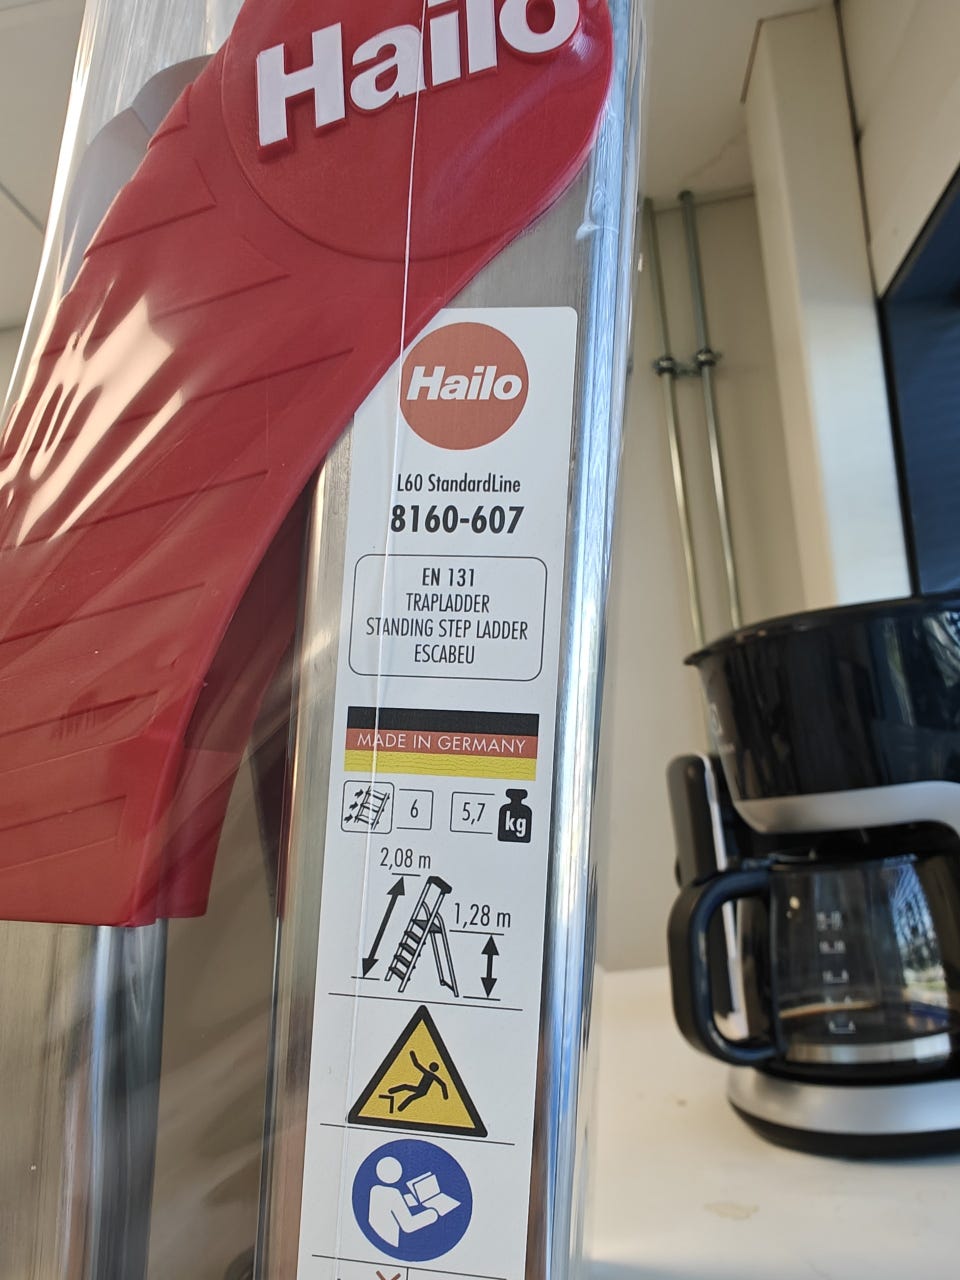 Hailo
Hailo
L60 StandardLine
8160-607
EN 131
TRAPLADDER
STANDING STEP LADDER
ESCABEU
MADE IN GERMANY
6
5,7
kg
2,08 m
1,28 m